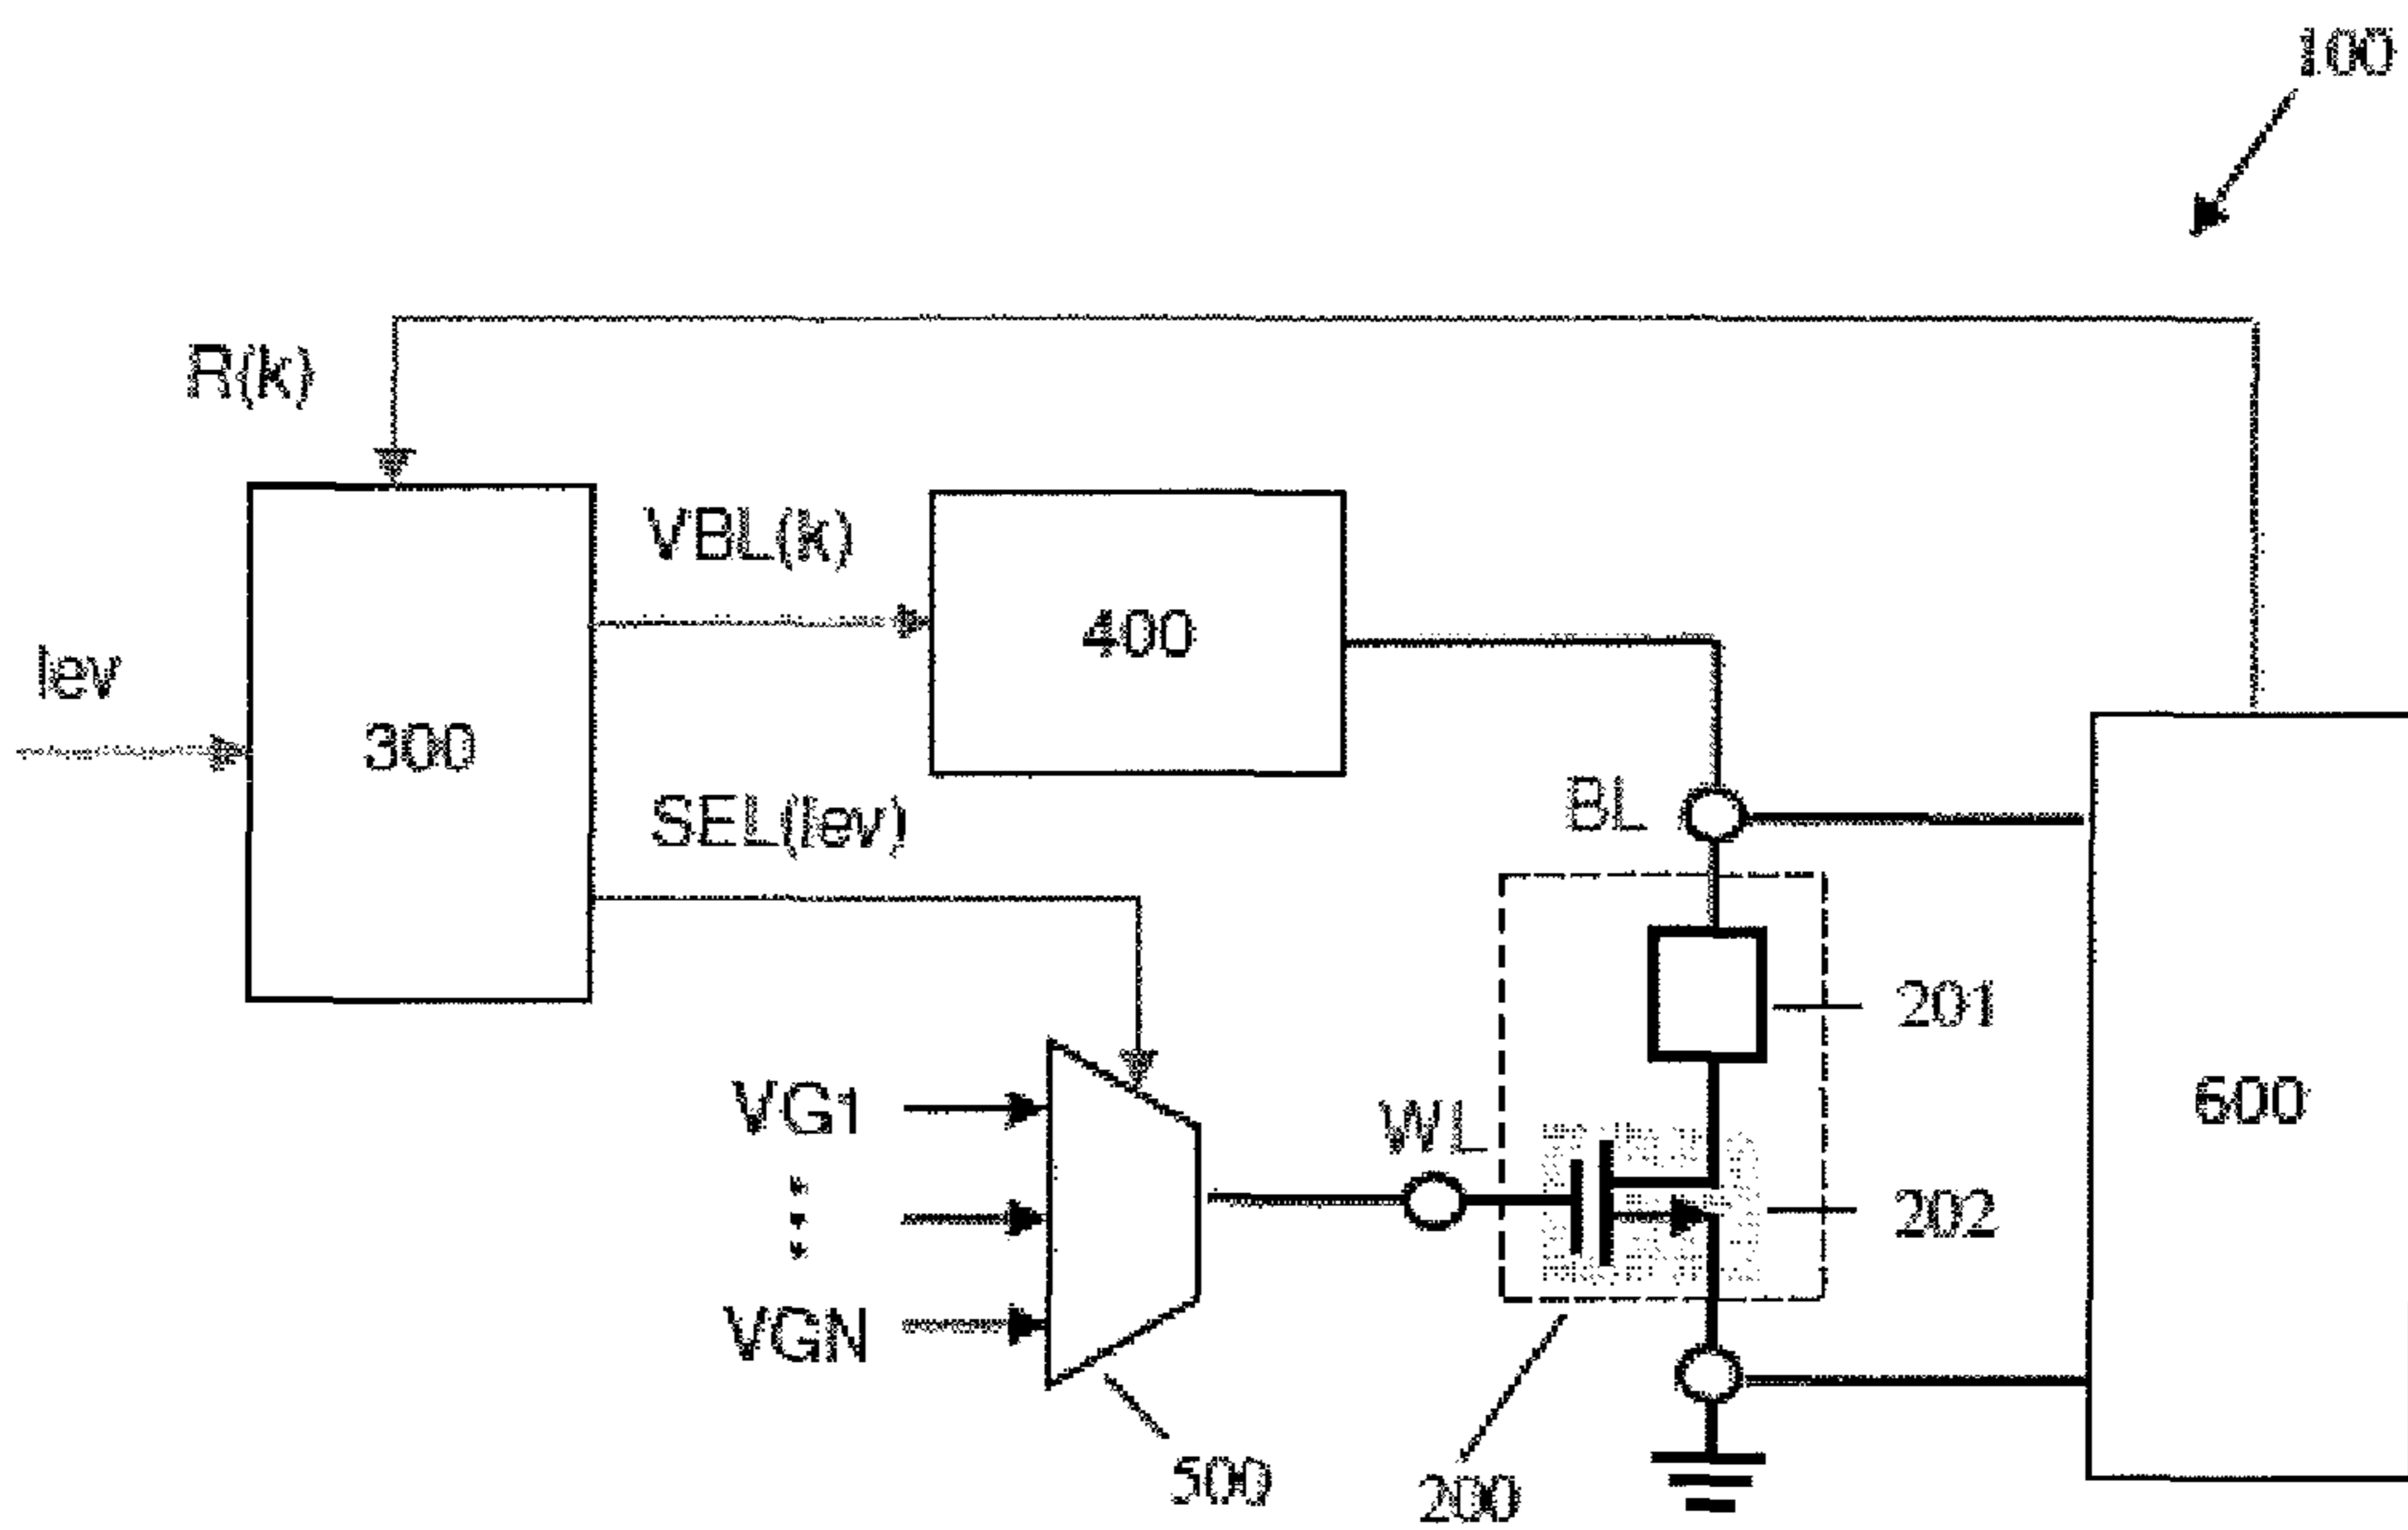 100
R(k)
VBL(k)
400
lev
300
BL
SEL(lev)
201
VG1
WL
600
202
VGN
500
200